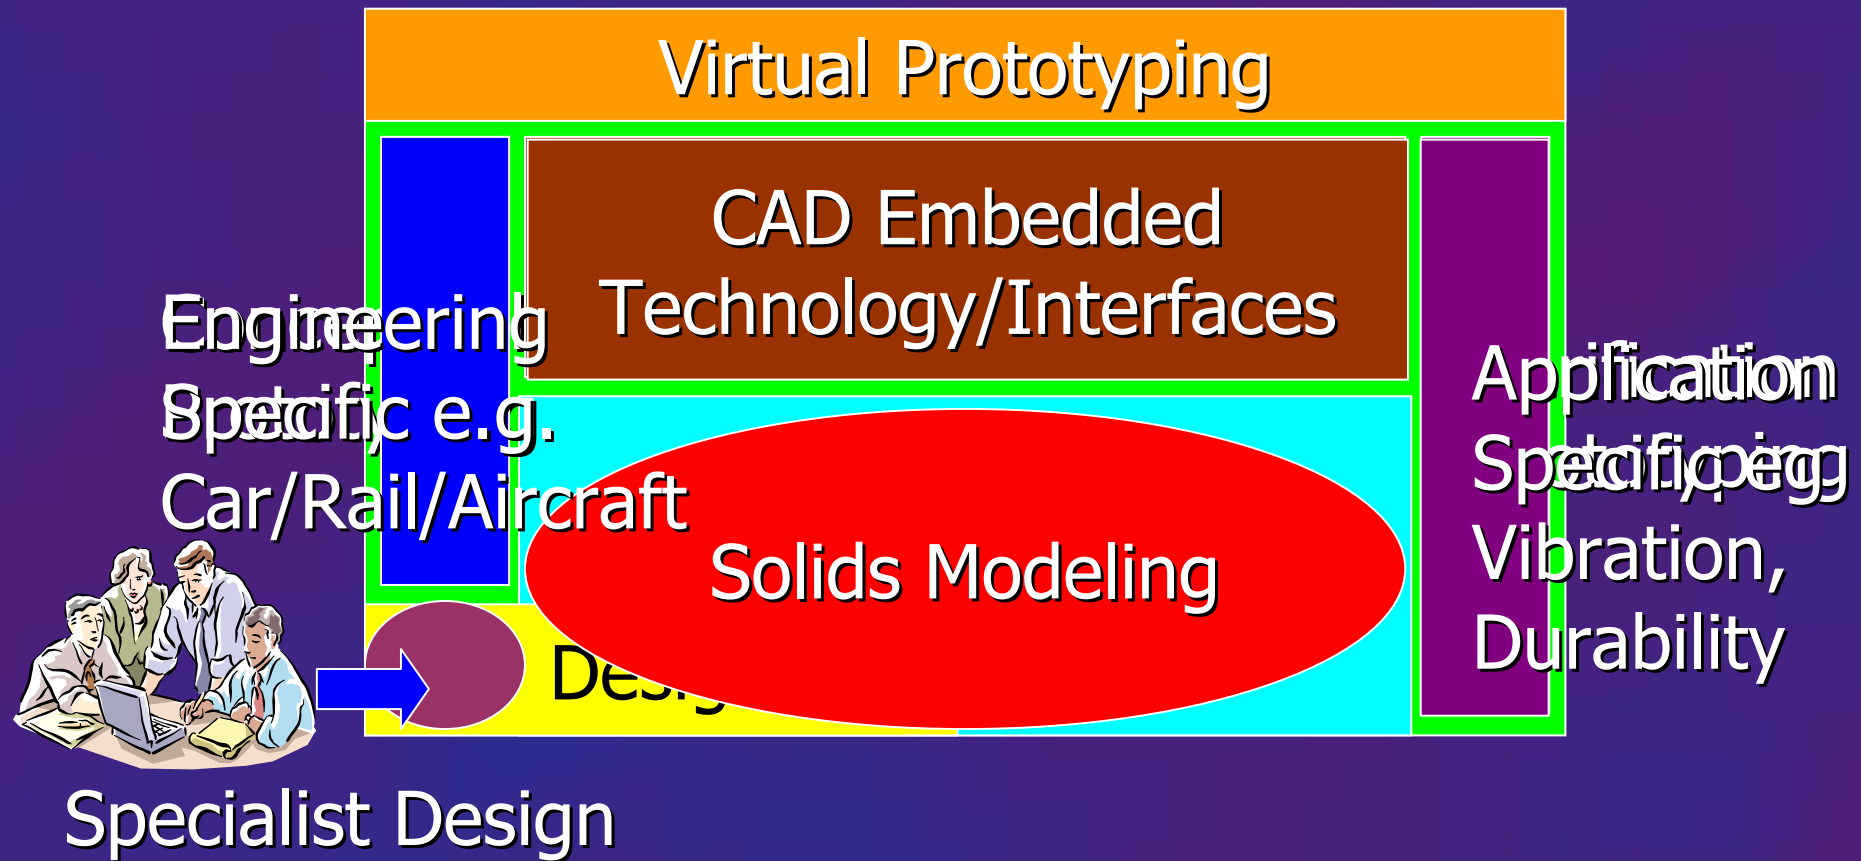 Virtual Prototyping
CAD Embedded
Technology/Interfaces
Engineering
Specific e.g.
Car/Rail/Aircraft
Application
Specific eg
Vibration,
Durability
Solids Modeling
Specialist Design